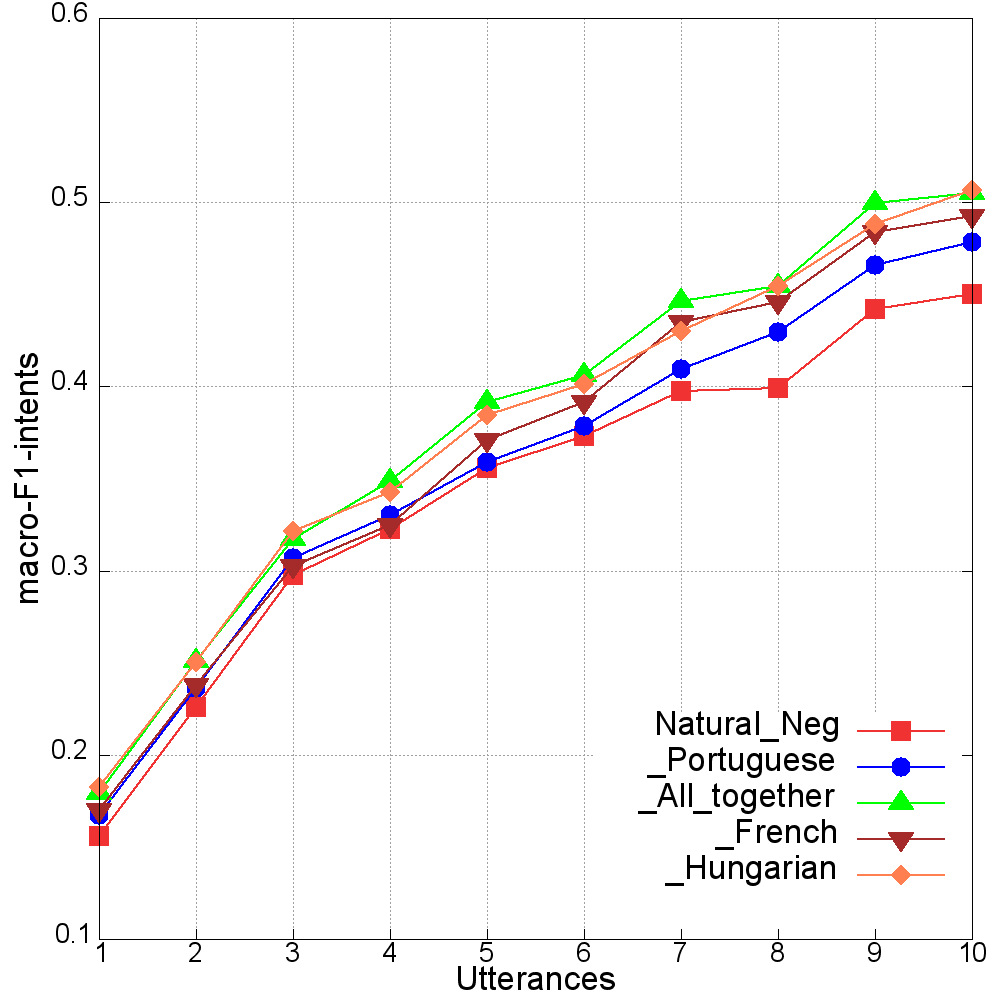 0.6
0.5
0.4
0.3
0.2
0.1
macro-F1-intents
Natural_Neg
_Portuguese
_All_together
_French
_Hungarian
1 2 3 4 5 6 7 8 9 10
Utterances